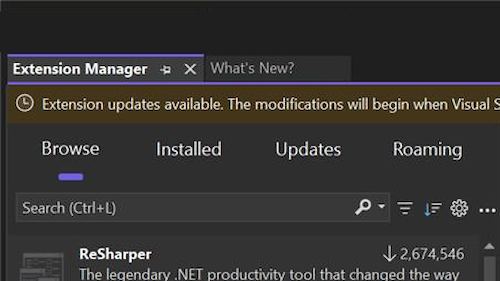 Extension Manager
What's New?
Extension updates available. The modifications will begin when Visual S
Browse
Installed
Updates
Roaming
Search (Ctrl+L)
ReSharper
2,674,546
The legendary .NET productivity tool that changed the way